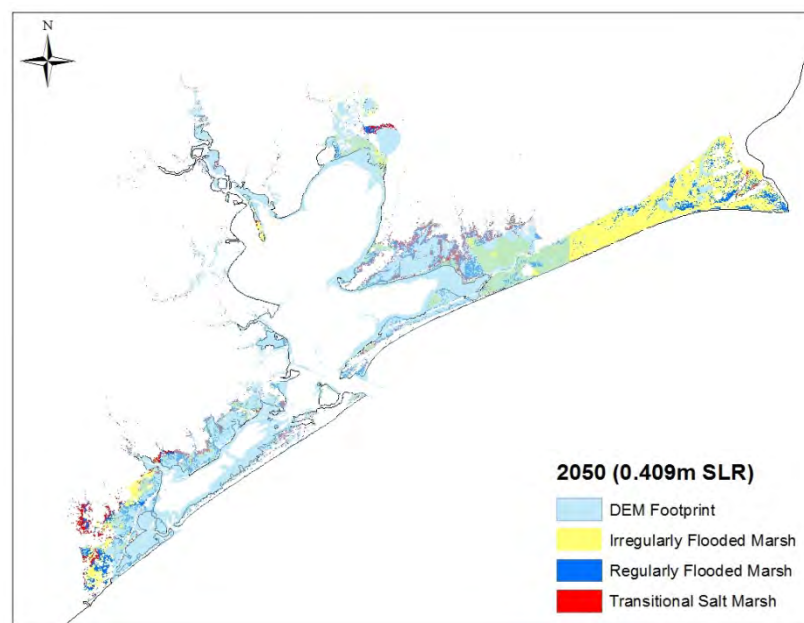 N
2050 (0.409m SLR)
DEM Footprint
Irregularly Flooded Marsh
Regularly Flooded Marsh
Transitional Salt Marsh